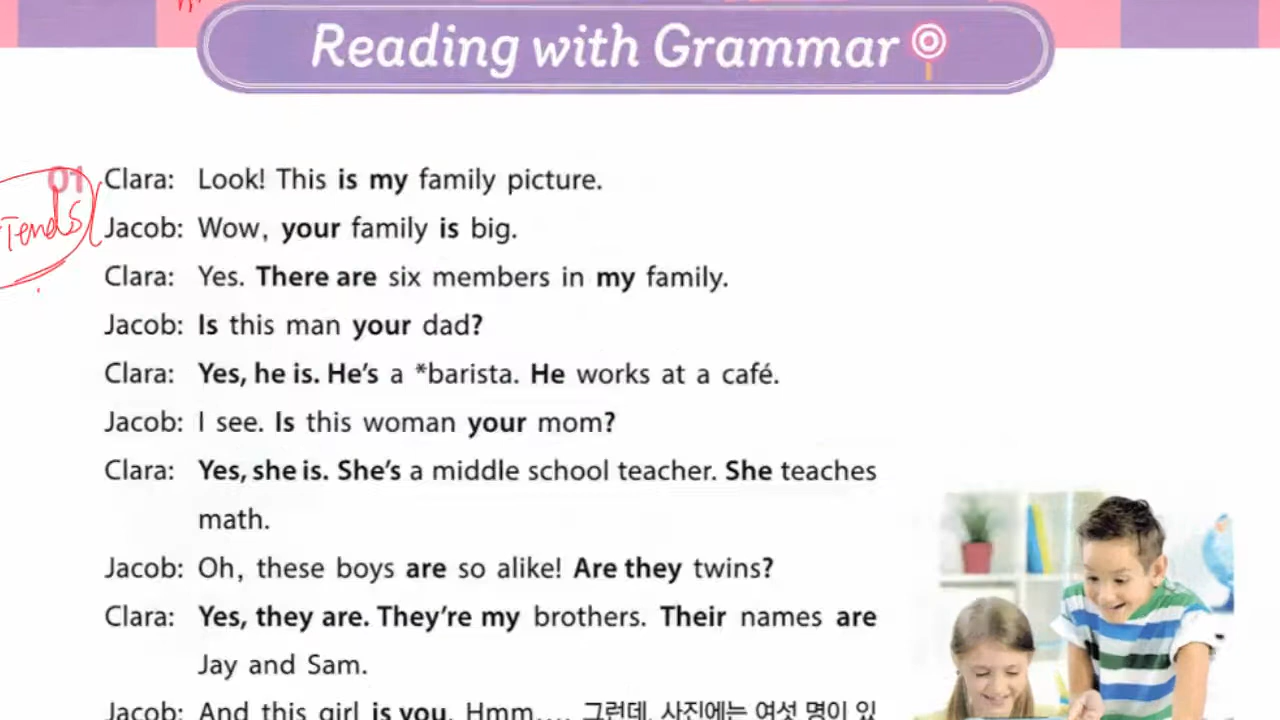 Reading with Grammar
01
Clara: Look! This is my family picture.
Jacob: Wow, your family is big.
Clara: Yes. There are six members in my family.
Jacob: Is this man your dad?
Clara: Yes, he is. He's a *barista. He works at a café.
Jacob: I see. Is this woman your mom?
Clara: Yes, she is. She's a middle school teacher. She teaches
math.
Jacob: Oh, these boys are so alike! Are they twins?
Clara: Yes, they are. They're my brothers. Their names are
Jay and Sam.
Jacob: And this girl is you. Hmm.... 그런데, 사진에는 여섯 명이 있